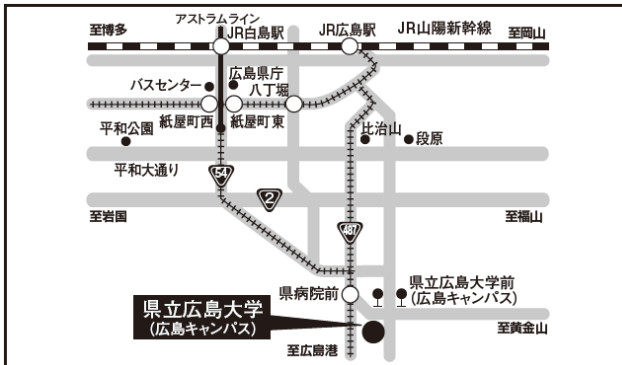 アストラムライン
至博多
JR白島駅
JR広島駅
JR山陽新幹線
至岡山
バスセンター
広島県庁
八丁堀
紙屋町西
紙屋町東
平和公園
比治山
段原
平和大通り
54
2
至岩国
至福山
487
県病院前
県立広島大学前
(広島キャンパス)
県立広島大学
(広島キャンパス)
至黄金山
至広島港